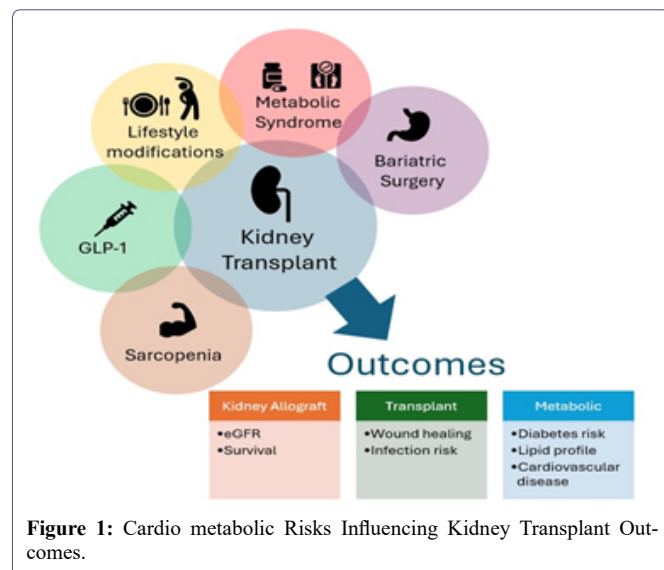 Metabolic
Syndrome
Lifestyle
modifications
Bariatric
Surgery
GLP-1
Kidney
Transplant
Sarcopenia
Outcomes
Kidney Allograft
•eGFR
•Survival
Transplant
•Wound healing
•Infection risk
Metabolic
•Diabetes risk
•Lipid profile
•Cardiovascular
disease
Figure 1: Cardio metabolic Risks Influencing Kidney Transplant Out-
comes.